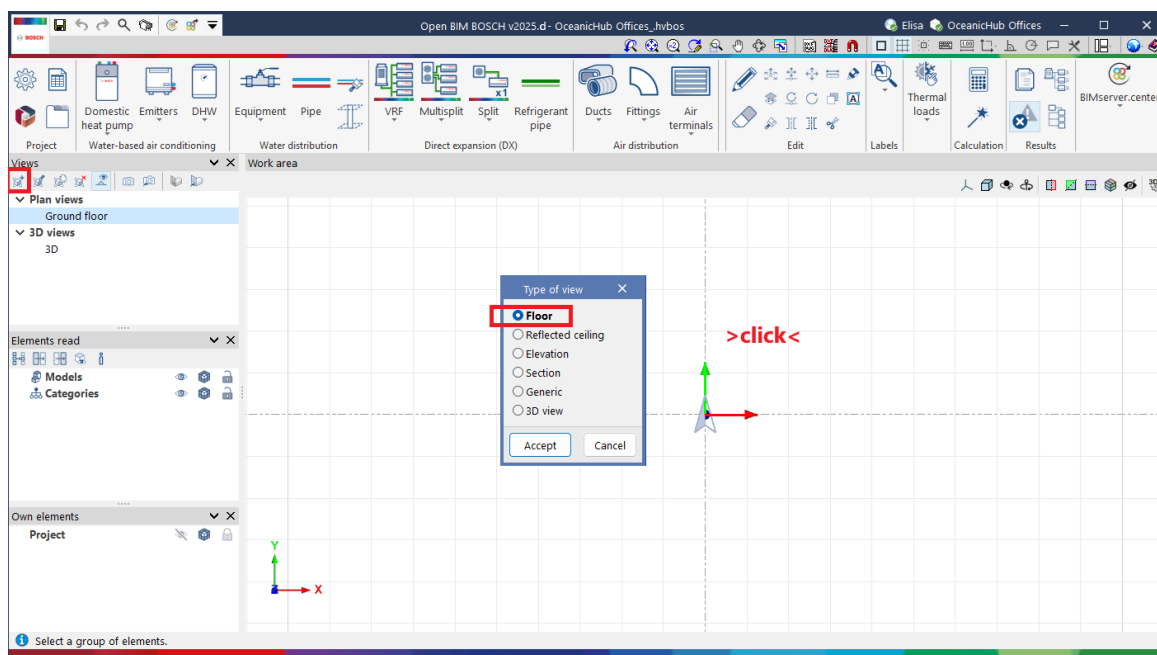 BOSCH
Open BIM BOSCH v2025.d - OceanicHub Offices_hvbos
Elisa
OceanicHub Offices
Domestic
heat pump
Emitters
DHW
Equipment
Pipe
VRF
Multisplit
x1
Split
Refrigerant
pipe
Ducts
Fittings
Air
terminals
A
A
Thermal
loads
BIMserver.center
Project
Water-based air conditioning
Water distribution
Direct expansion (DX)
Air distribution
Edit
Labels
Calculation
Results
Views
Work area
3D
Plan views
Ground floor
3D views
3D
Type of view
Floor
Reflected ceiling
Elevation
Section
Generic
3D view
Accept
Cancel
>click<
Elements read
Models
Categories
Own elements
Project
Y
Z
X
Select a group of elements.